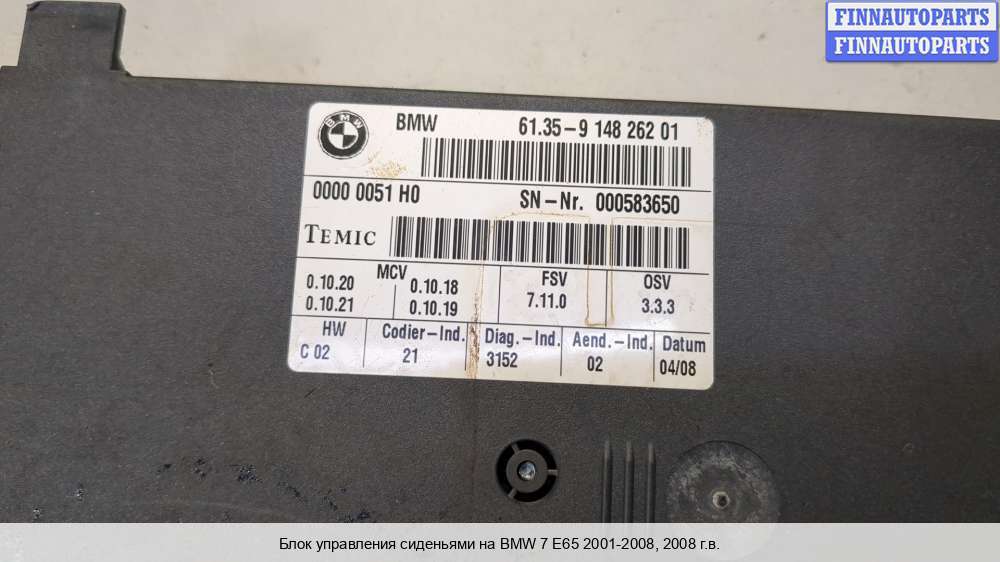 FINNAUTOPARTS
FINNAUTOPARTS
BMW
BMW 61.35-9 148 262 01
0000 0051 H0 SN-Nr. 000583650
TEMIC
MCV FSV OSV
0.10.20 0.10.18 7.11.0 3.3.3
0.10.21 0.10.19
HW Codier-Ind. Diag.-Ind. Aend.-Ind. Datum
C 02 21 3152 02 04/08
Блок управления сиденьями на BMW 7 E65 2001-2008, 2008 г.в.